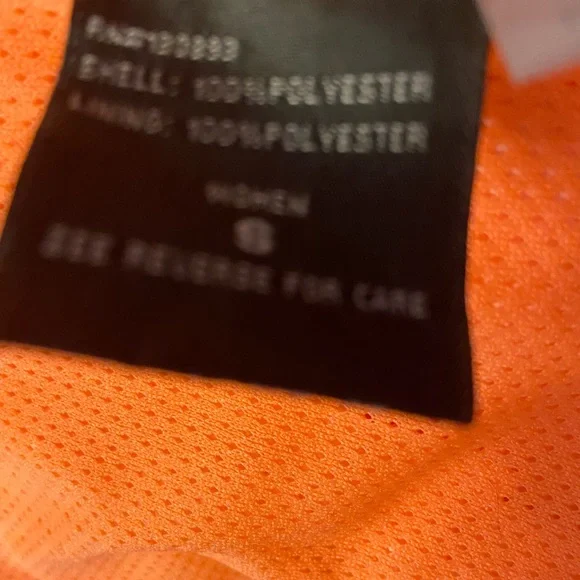 SHELL: 100%POLYESTER
LINING: 100%POLYESTER
WOMEN
SEE REVERSE FOR CARE